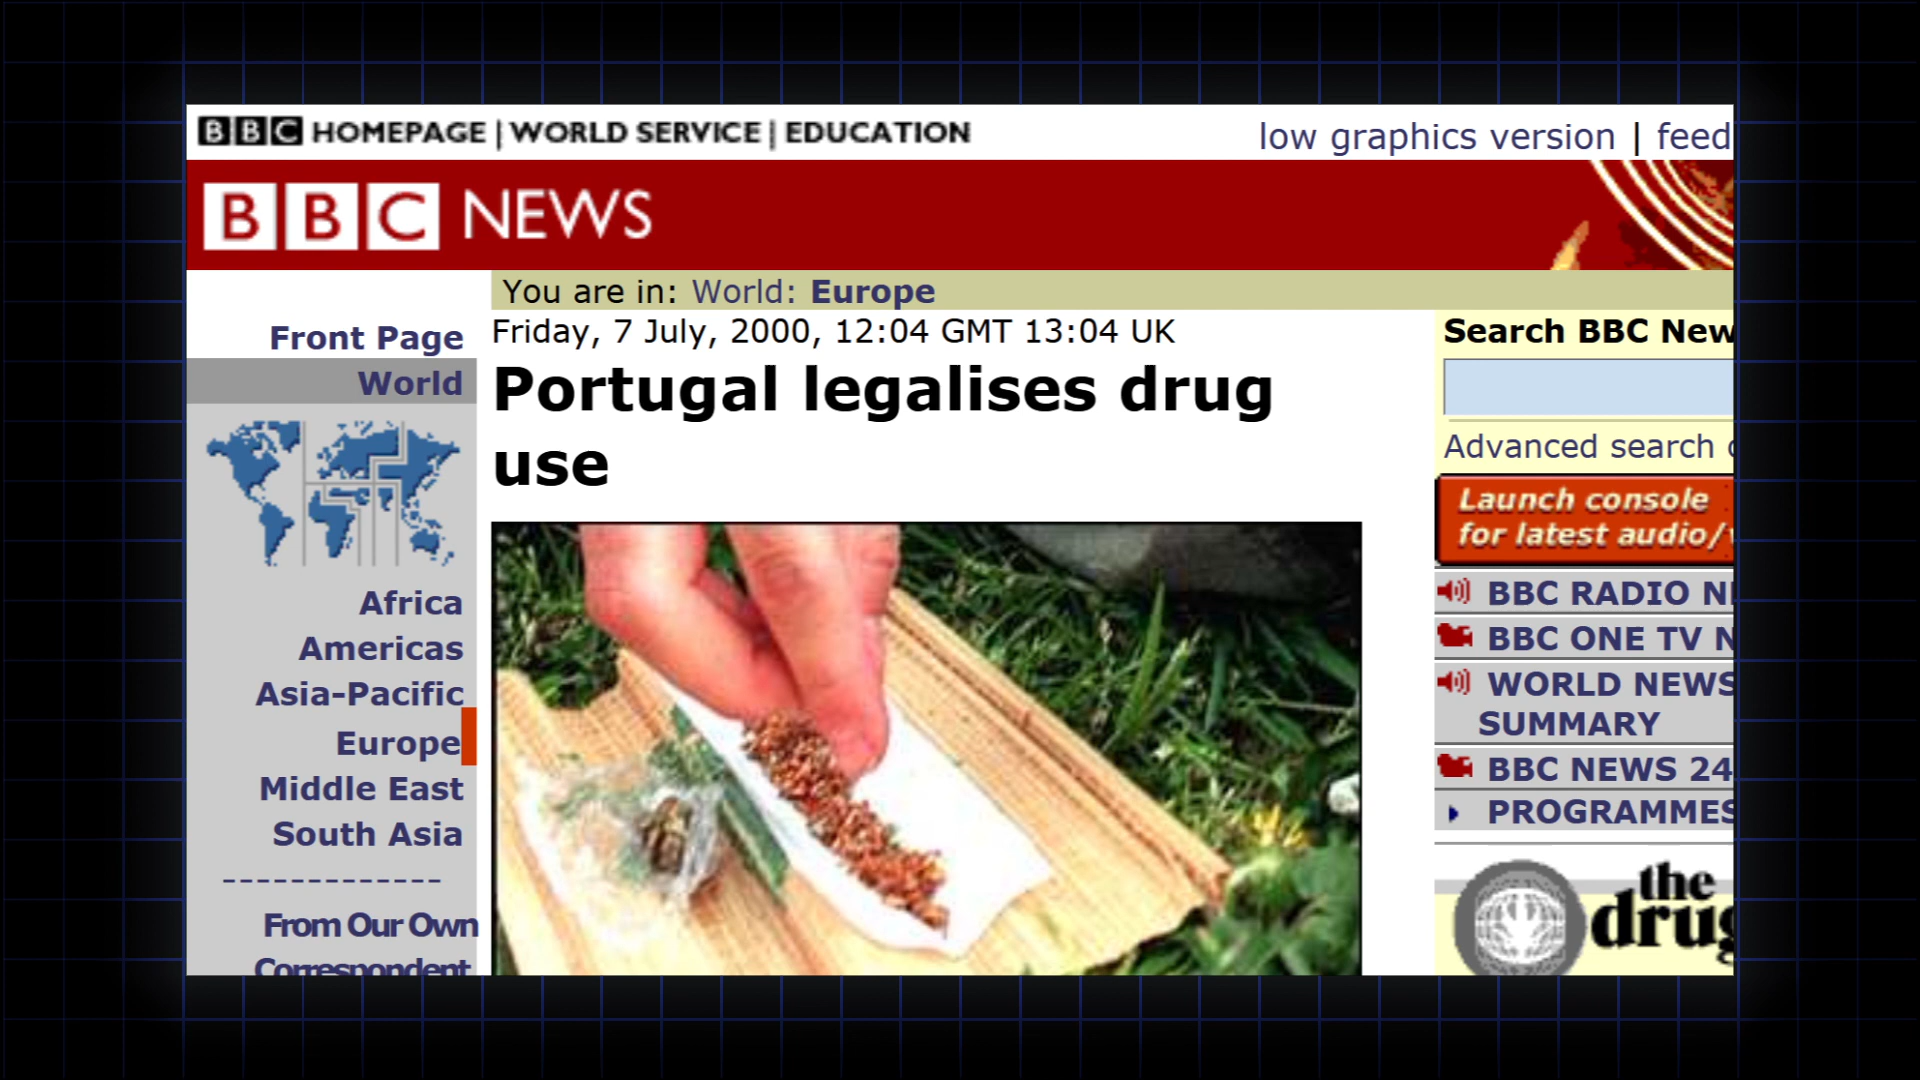 BBC HOMEPAGE | WORLD SERVICE | EDUCATION
low graphics version | feed
BBC NEWS
You are in: World: Europe
Friday, 7 July, 2000, 12:04 GMT 13:04 UK
Portugal legalises drug
use
Front Page
World
Africa
Americas
Asia-Pacific
Europe
Middle East
South Asia
-------------
From Our Own
Correspondent
Search BBC New
Advanced search
Launch console
for latest audio/
BBC RADIO N
BBC ONE TV N
WORLD NEWS
SUMMARY
BBC NEWS 24
PROGRAMMES
the
drug